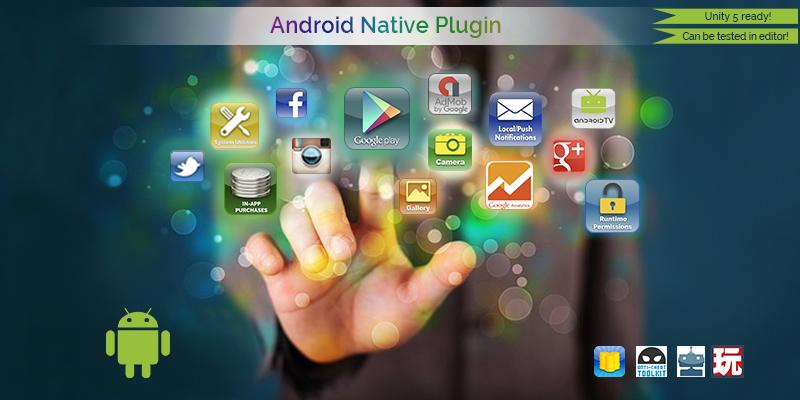 Android Native Plugin
Unity 5 ready!
Can be tested in editor!
System Utilities
f
Google play
AdMob
by Google
Local/Push
Notifications
ANDROIDTV
Camera
g+
IN-APP
PURCHASES
Gallery
Google Analytics
Runtime
Permissions
ANTI-CHEAT
TOOLKIT
玩